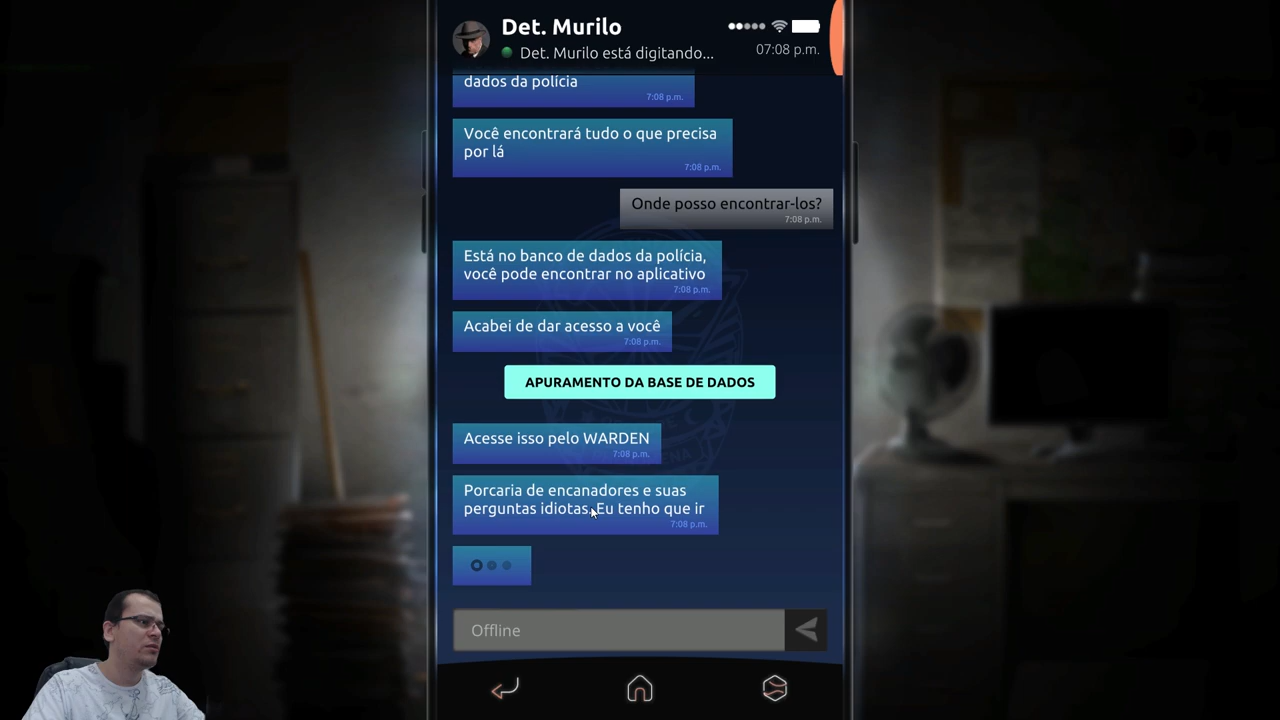 Det. Murilo
Det. Murilo está digitando...
07:08 p.m.
dados da polícia
7:08 p.m.
Você encontrará tudo o que precisa
por lá
7:08 p.m.
Onde posso encontrar-los?
7:08 p.m.
Está no banco de dados da polícia,
você pode encontrar no aplicativo
7:08 p.m.
Acabei de dar acesso a você
7:08 p.m.
APURAMENTO DA BASE DE DADOS
Acesse isso pelo WARDEN
7:08 p.m.
Porcaria de encanadores e suas
perguntas idiotas. Eu tenho que ir
7:08 p.m.
Offline